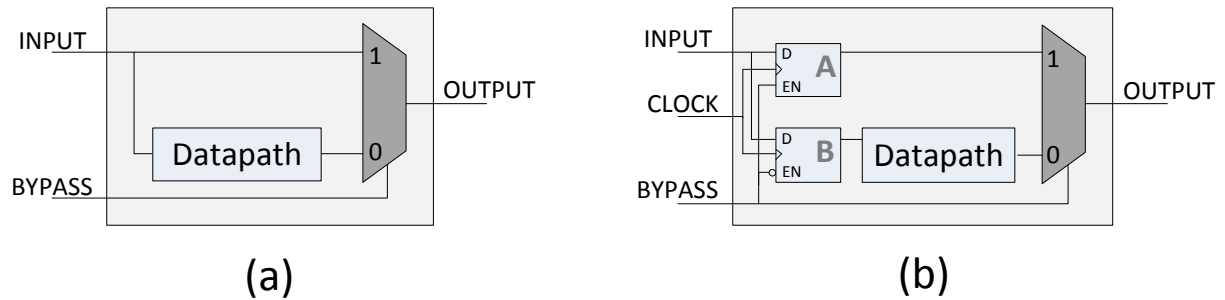 INPUT
1
OUTPUT
Datapath
0
BYPASS
(a)
INPUT
D
A
EN
1
CLOCK
OUTPUT
D
B
EN
Datapath
0
BYPASS
(b)